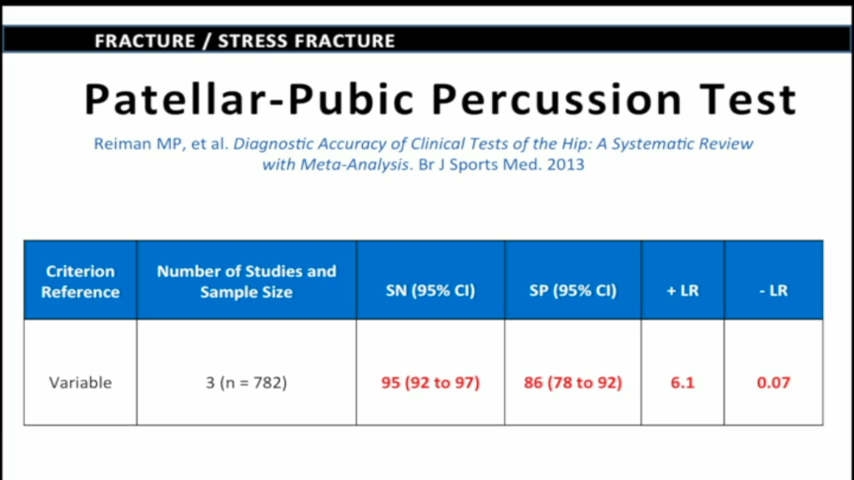 FRACTURE / STRESS FRACTURE
Patellar-Pubic Percussion Test
Reiman MP, et al. Diagnostic Accuracy of Clinical Tests of the Hip: A Systematic Review
with Meta-Analysis. Br J Sports Med. 2013
Criterion
Reference
Number of Studies and
Sample Size
SN (95% CI)
SP (95% CI)
+ LR
- LR
Variable
3 (n = 782)
95 (92 to 97)
86 (78 to 92)
6.1
0.07